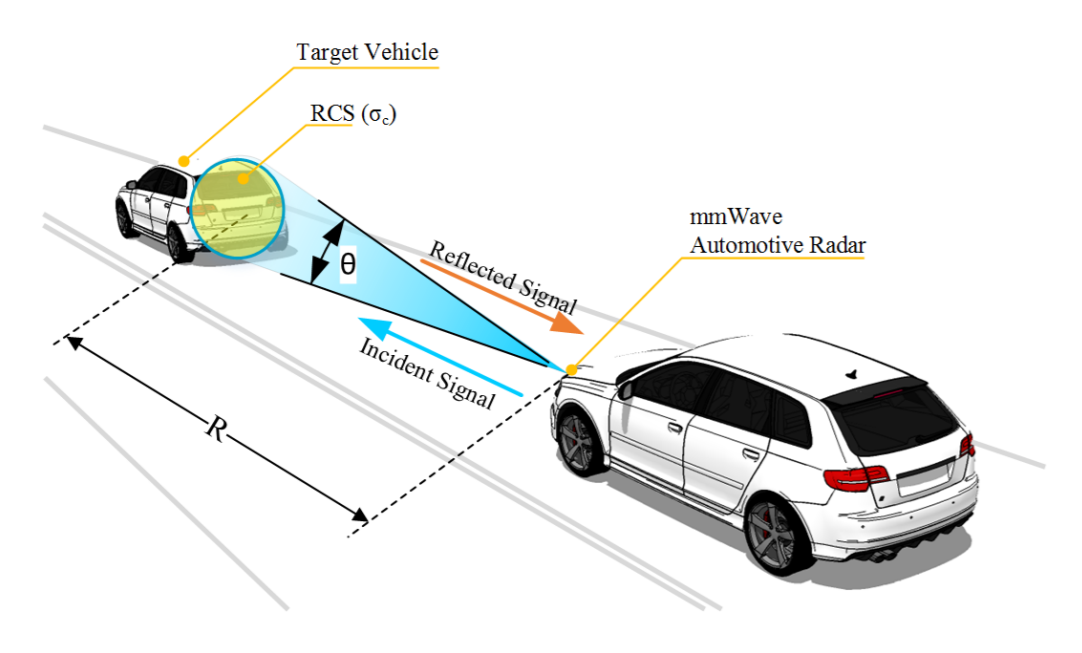 Target Vehicle
RCS (σc)
mmWave
Automotive Radar
θ
Reflected Signal
Incident Signal
R